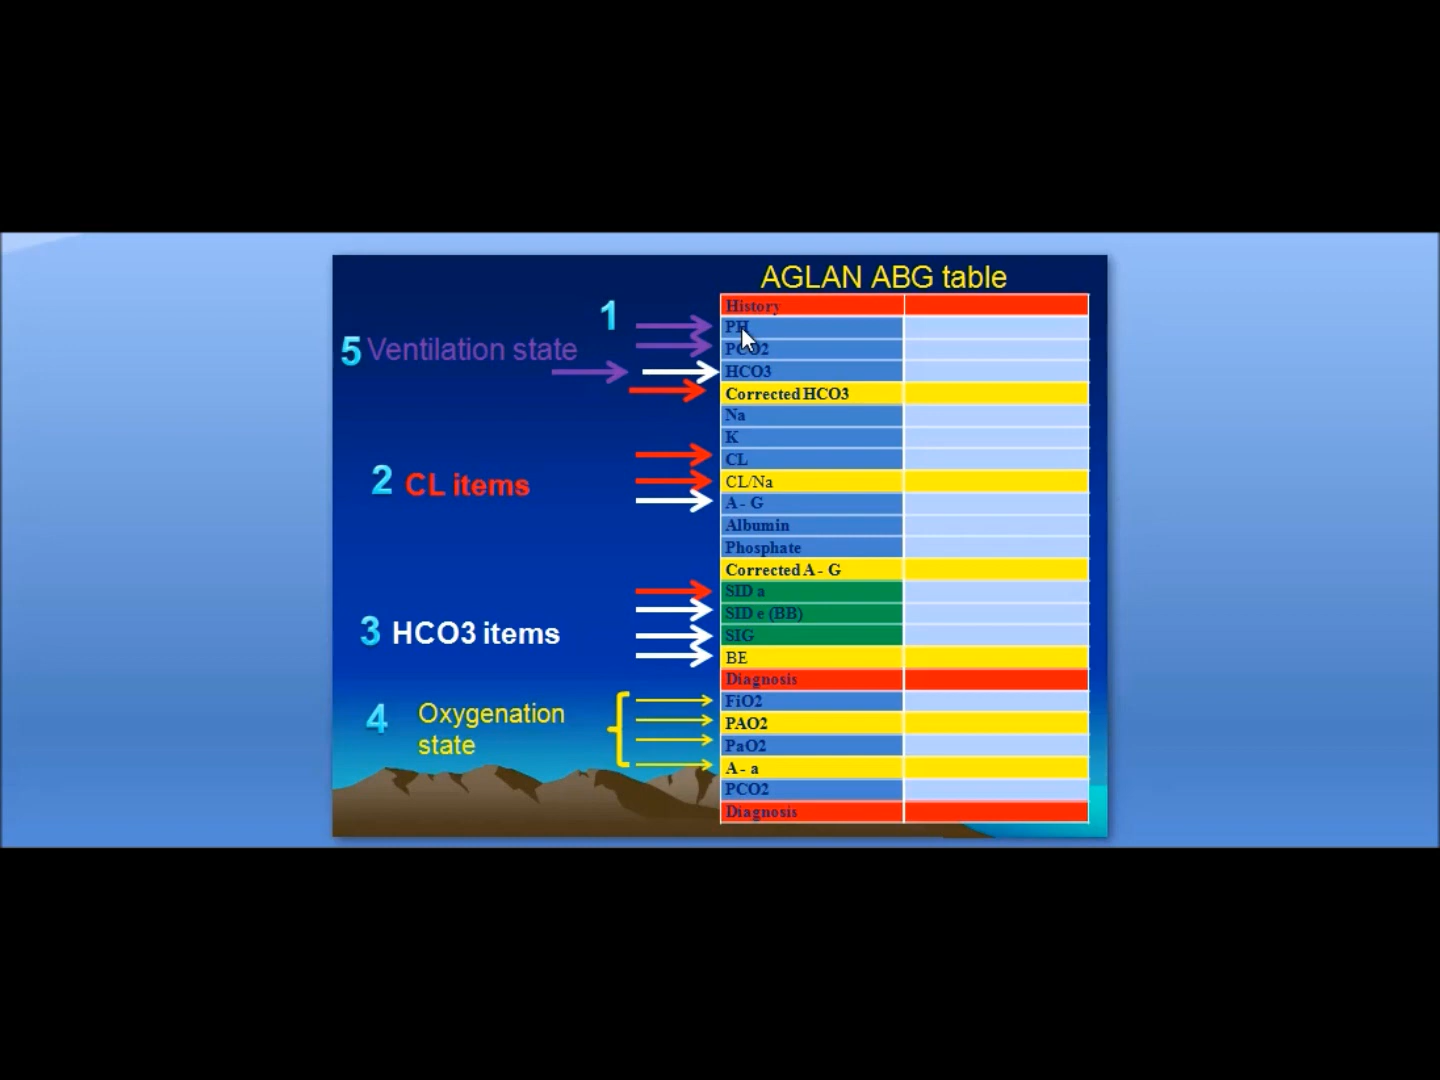 AGLAN ABG table
1
5 Ventilation state
2 CL items
3 HCO3 items
4 Oxygenation
state
History
PH
PCO2
HCO3
Corrected HCO3
Na
K
CL
CL/Na
A - G
Albumin
Phosphate
Corrected A - G
SID a
SID e (BB)
SIG
BE
Diagnosis
FiO2
PAO2
PaO2
A - a
PCO2
Diagnosis